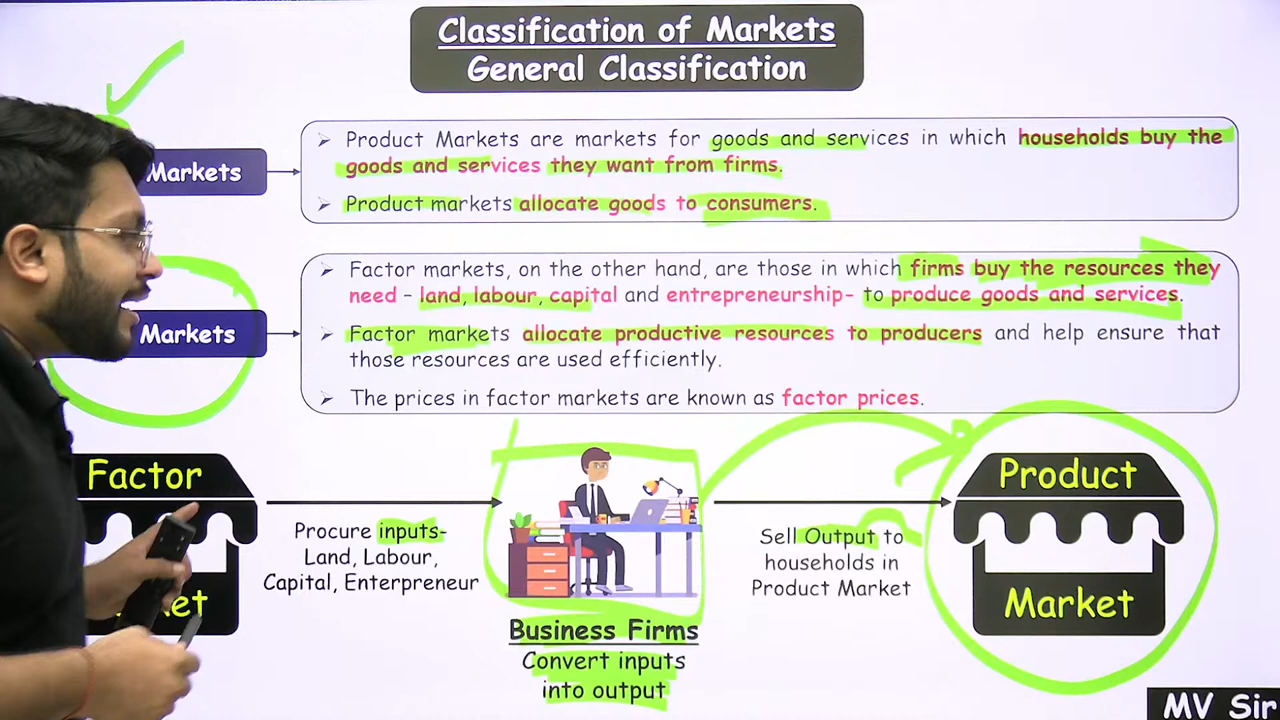 Classification of Markets
General Classification
Markets
➢ Product Markets are markets for goods and services in which households buy the
goods and services they want from firms.
➢ Product markets allocate goods to consumers.
Markets
➢ Factor markets, on the other hand, are those in which firms buy the resources they
need – land, labour, capital and entrepreneurship- to produce goods and services.
➢ Factor markets allocate productive resources to producers and help ensure that
those resources are used efficiently.
➢ The prices in factor markets are known as factor prices.
Factor
Procure inputs-
Land, Labour,
Capital, Enterpreneur
Business Firms
Convert inputs
into output
Sell Output to
households in
Product Market
Product
Market
MV Sir